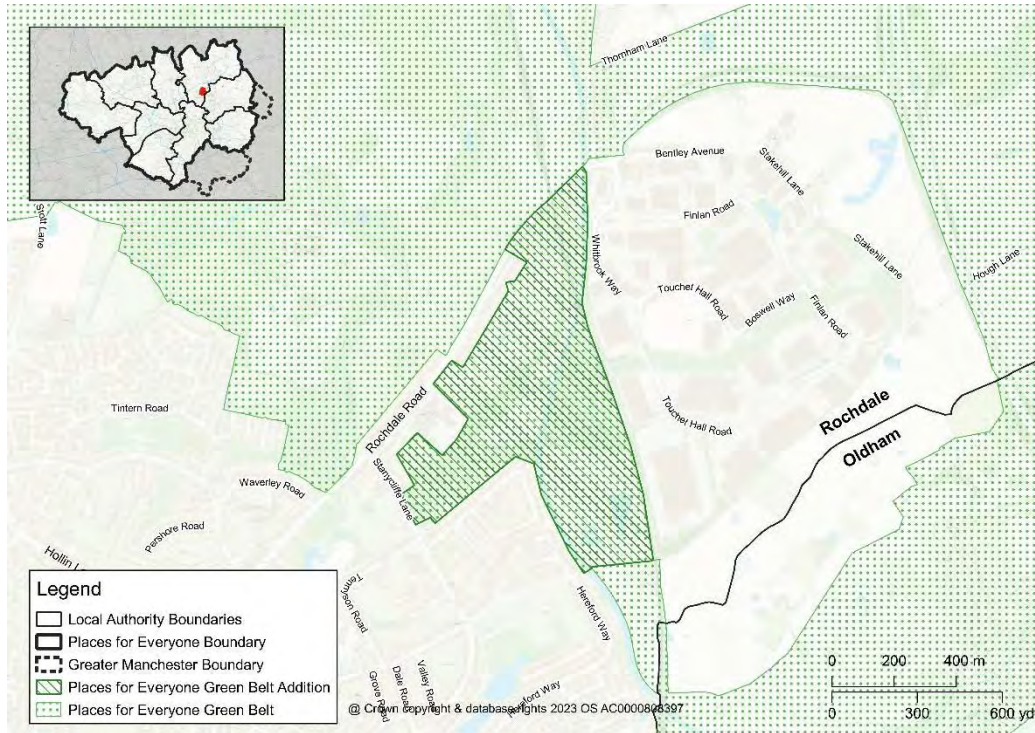 Thornham Lane
Bentley Avenue
Stakehill Lane
Finlan Road
Stott Lane
Whitbrook Way
Stakehill Lane
Hough Lane
Touchet Hall Road
Boswell Way
Finlan Road
Rochdale Road
Tintern Road
Touchet Hall Road
Rochdale
Oldham
Stanycliffe Lane
Waverley Road
Pershore Road
Hollin
Tennyson Road
Hereford Way
Grove Road
Dale Road
Valley Road
Hereford Way
Legend
Local Authority Boundaries
Places for Everyone Boundary
Greater Manchester Boundary
Places for Everyone Green Belt Addition
Places for Everyone Green Belt
0 200 400 m
0 300 600 yd